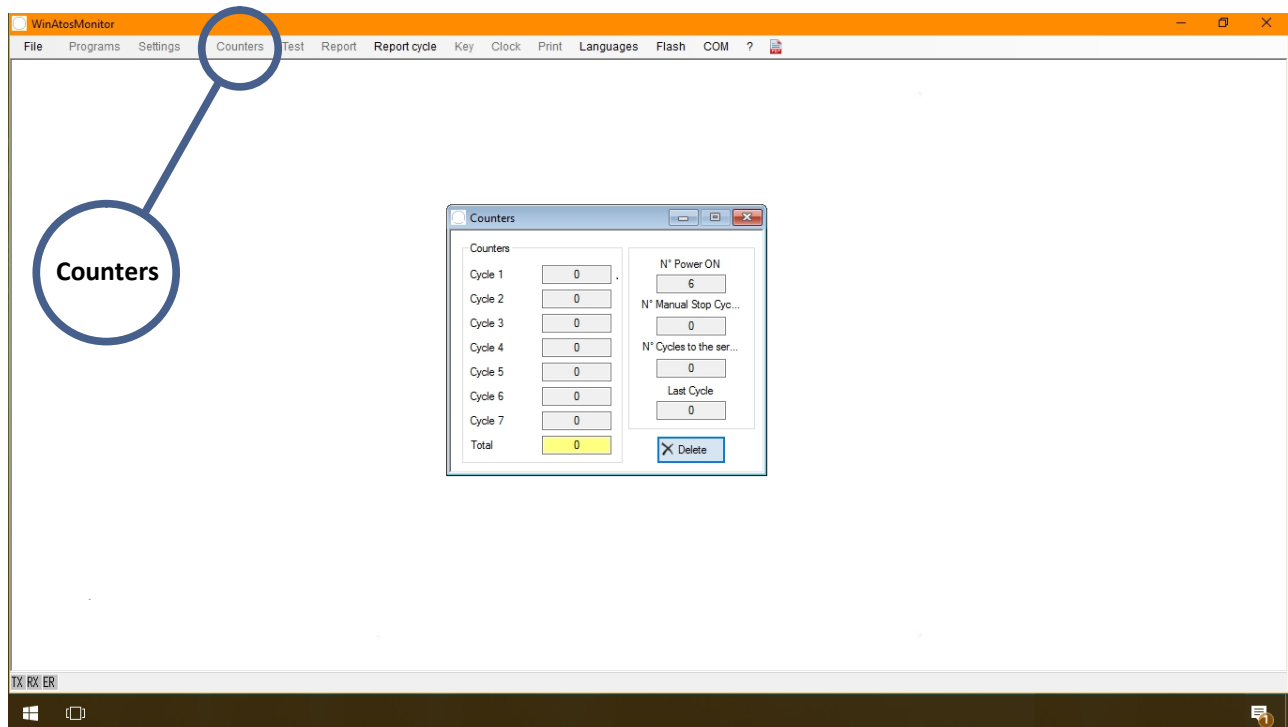 WinAtosMonitor
File Programs Settings Counters Test Report Report cycle Key Clock Print Languages Flash COM ?
Counters
Counters
Counters
Cycle 1 0 .
Cycle 2 0
Cycle 3 0
Cycle 4 0
Cycle 5 0
Cycle 6 0
Cycle 7 0
Total 0
N° Power ON
6
N° Manual Stop Cyc...
0
N° Cycles to the ser...
0
Last Cycle
0
Delete
TX RX ER
1